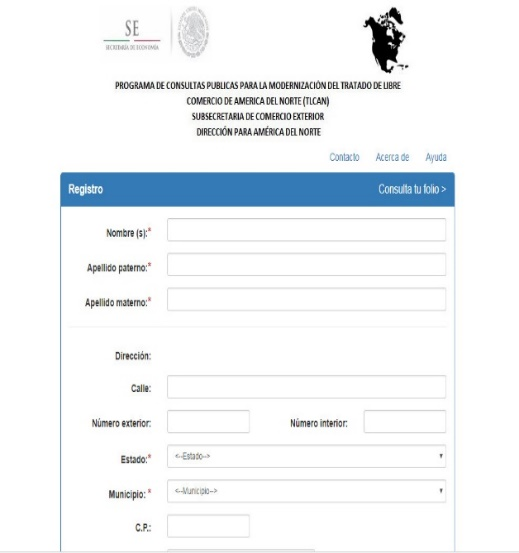 SE
SECRETARÍA DE ECONOMÍA
PROGRAMA DE CONSULTAS PUBLICAS PARA LA MODERNIZACIÓN DEL TRATADO DE LIBRE
COMERCIO DE AMERICA DEL NORTE (TLCAN)
SUBSECRETARIA DE COMERCIO EXTERIOR
DIRECCIÓN PARA AMÉRICA DEL NORTE
Contacto Acerca de Ayuda
Registro Consulta tu folio >
Nombre (s):*
Apellido paterno:*
Apellido materno:*
Dirección:
Calle:
Número exterior: Número interior:
Estado:* <--Estado-->
Municipio: * <--Municipio-->
C.P.: